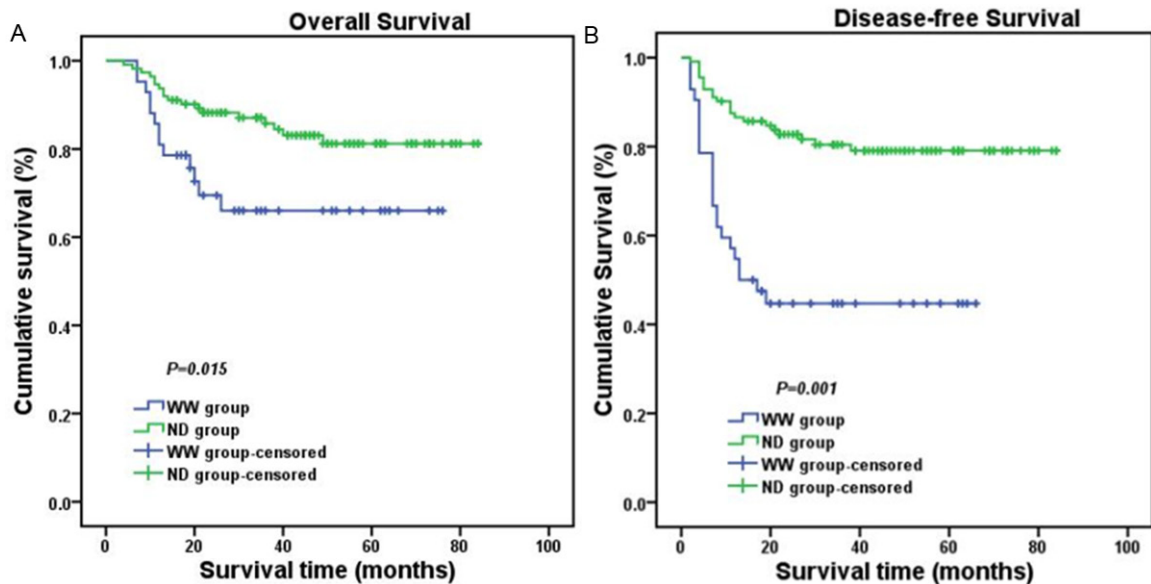 A
Overall Survival
Cumulative survival (%)
1.0
0.8
0.6
0.4
0.2
0.0
P=0.015
WW group
ND group
WW group-censored
ND group-censored
0 20 40 60 80 100
Survival time (months)
B
Disease-free Survival
Cumulative Survival (%)
1.0
0.8
0.6
0.4
0.2
0.0
P=0.001
WW group
ND group
WW group-censored
ND group-censored
0 20 40 60 80 100
Survival time (months)